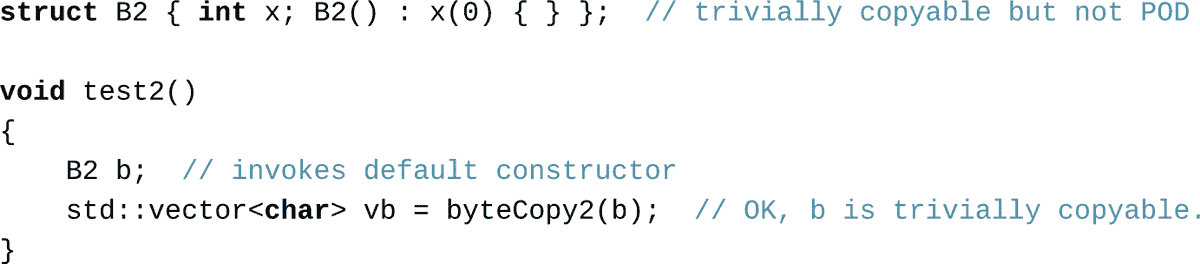 struct B2 { int x; B2() : x(0) { } };  // trivially copyable but not POD

void test2()
{
    B2 b;  // invokes default constructor
    std::vector<char> vb = byteCopy2(b);  // OK, b is trivially copyable.
}